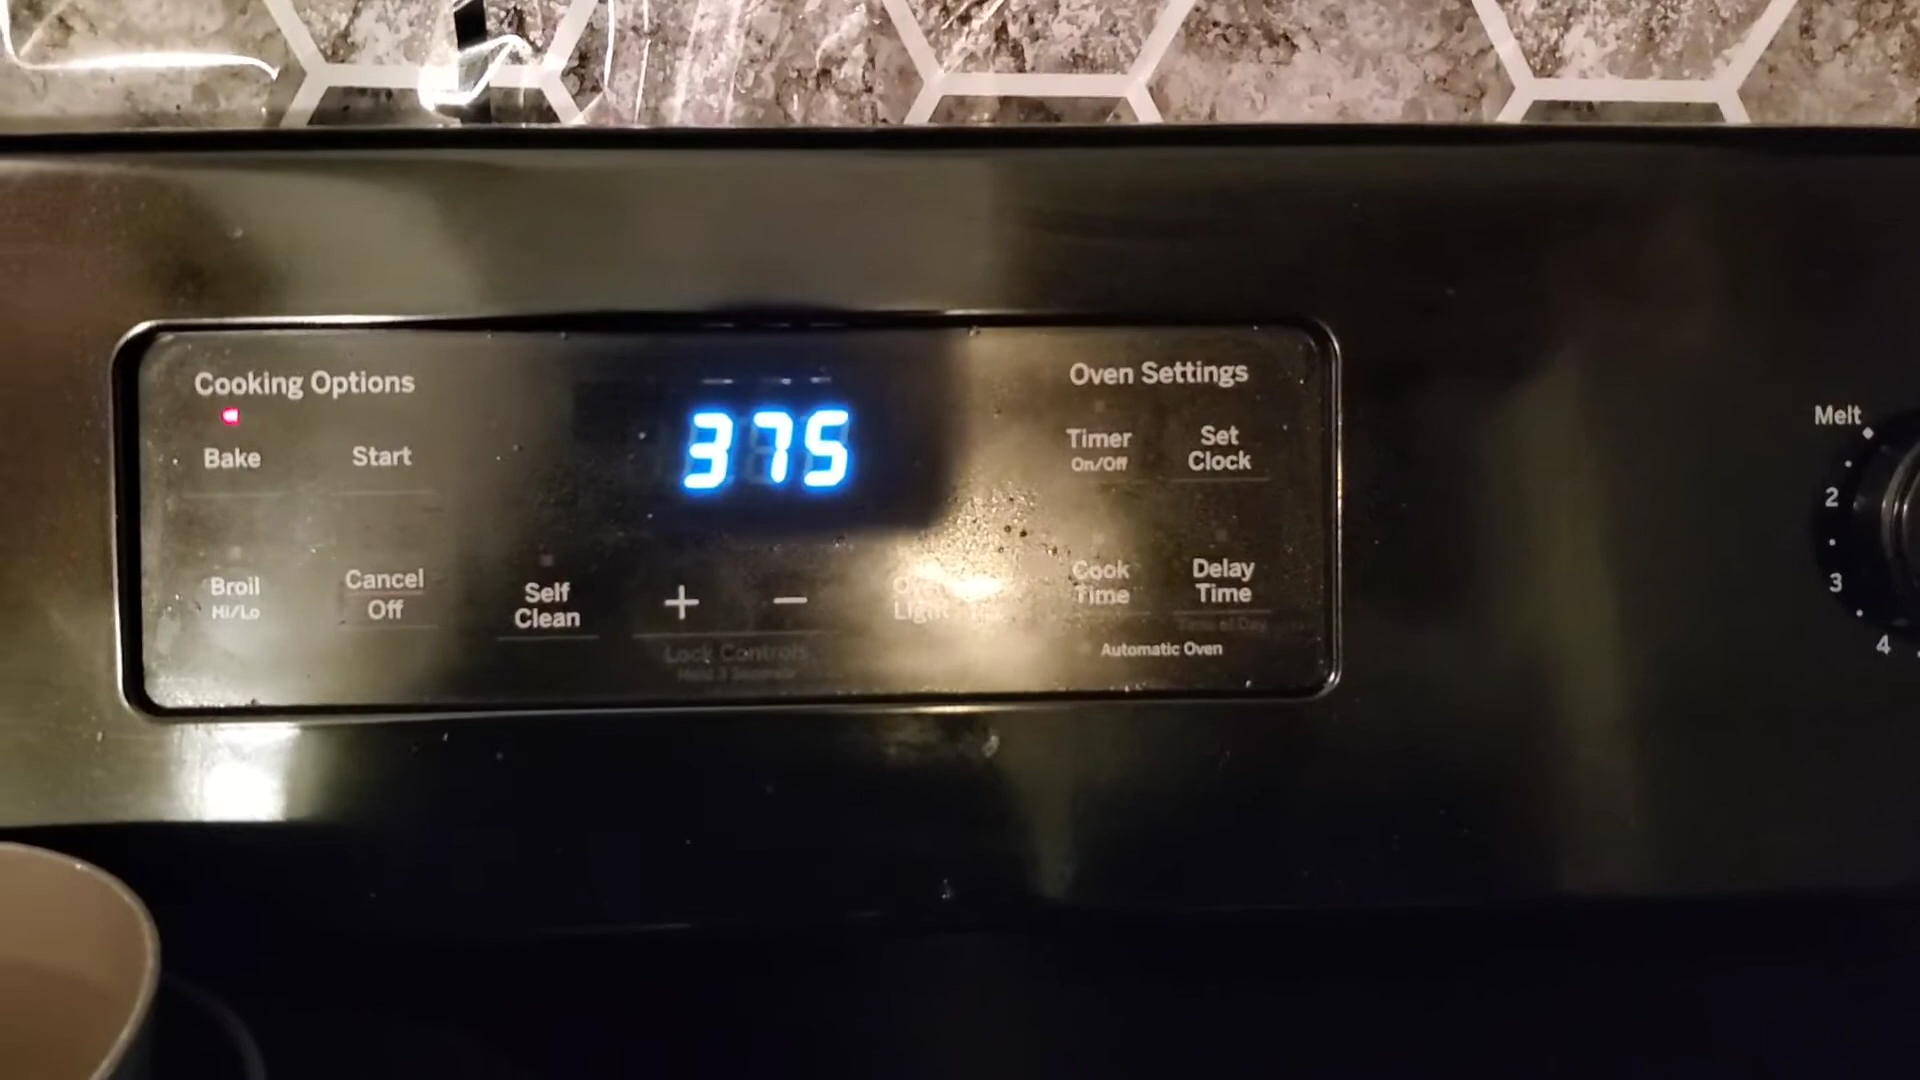 Cooking Options
375
Oven Settings
Bake
Start
Timer
On/Off
Set
Clock
Broil
Hi/Lo
Cancel
Off
Self
Clean
+
−
Light
Cook
Time
Delay
Time
Time of Day
Automatic Oven
Lock Controls
Hold 3 Seconds
Melt
2
3
4